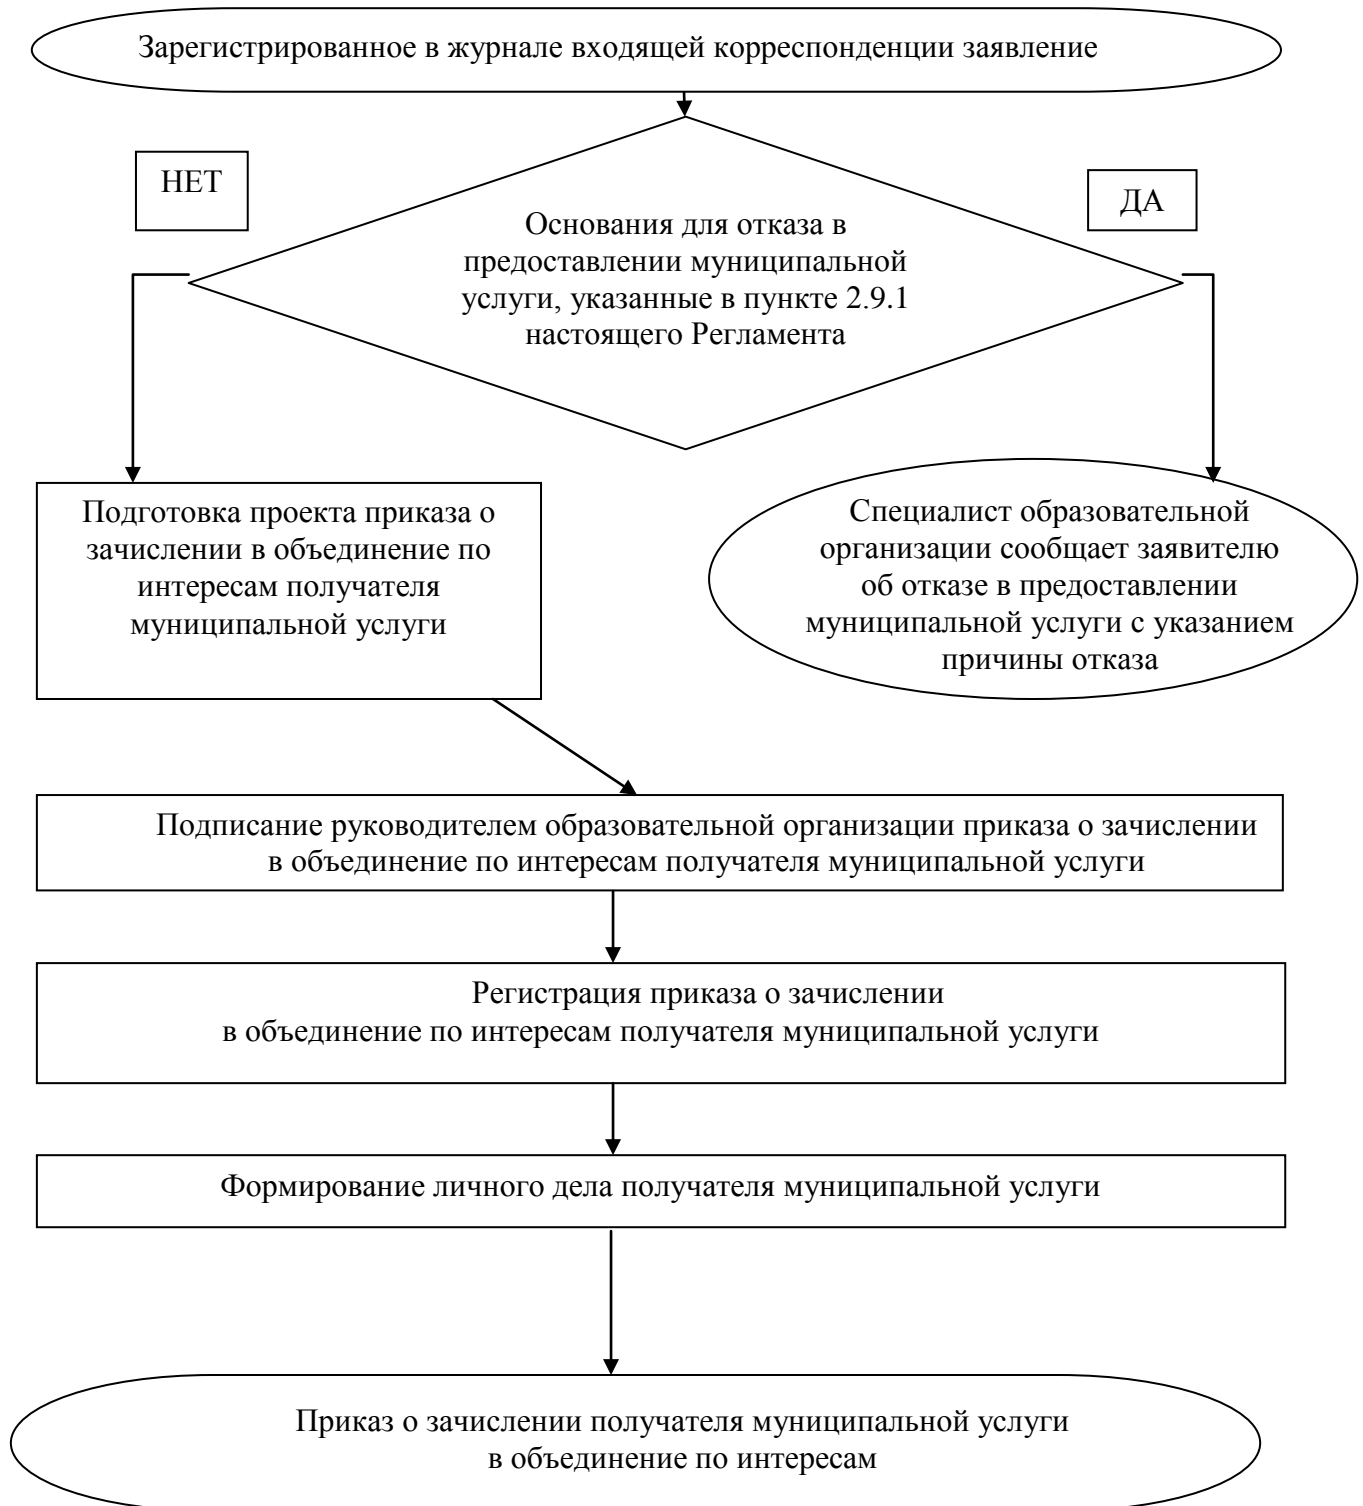 Зарегистрированное в журнале входящей корреспонденции заявление
НЕТ
ДА
Основания для отказа в
предоставлении муниципальной
услуги, указанные в пункте 2.9.1
настоящего Регламента
Подготовка проекта приказа о
зачислении в объединение по
интересам получателя
муниципальной услуги
Специалист образовательной
организации сообщает заявителю
об отказе в предоставлении
муниципальной услуги с указанием
причины отказа
Подписание руководителем образовательной организации приказа о зачислении
в объединение по интересам получателя муниципальной услуги
Регистрация приказа о зачислении
в объединение по интересам получателя муниципальной услуги
Формирование личного дела получателя муниципальной услуги
Приказ о зачислении получателя муниципальной услуги
в объединение по интересам